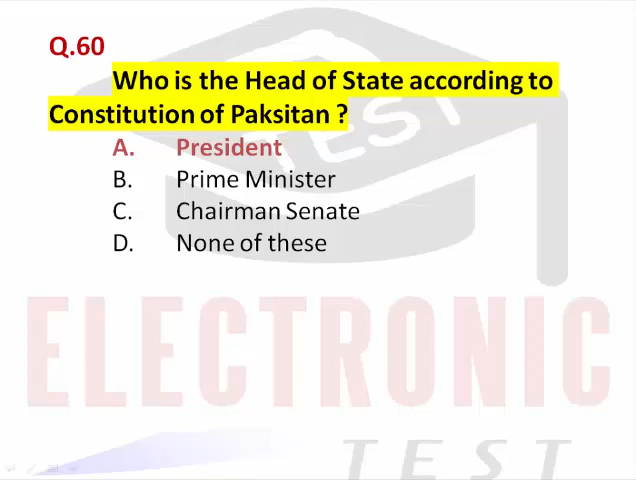 Q.60
Who is the Head of State according to
Constitution of Paksitan ?
A. President
B. Prime Minister
C. Chairman Senate
D. None of these
TEST
ELECTRONIC
TEST